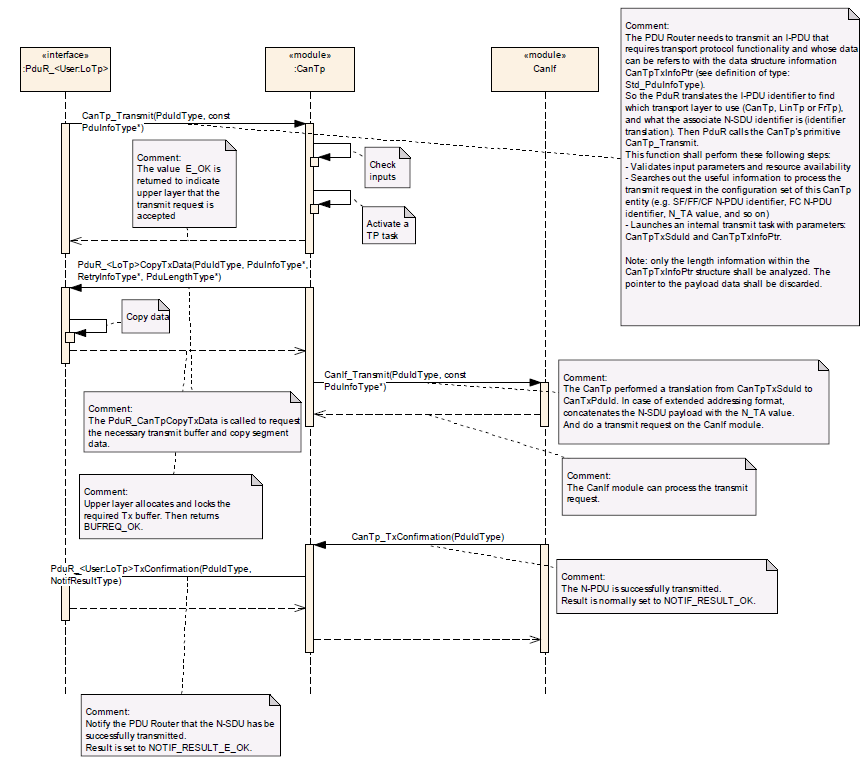 «interface»
:PduR_<User:LoTp>
«module»
:CanTp
«module»
CanIf
Comment:
The PDU Router needs to transmit an I-PDU that
requires transport protocol functionality and whose data
can be refers to with the data structure information
CanTpTxInfoPtr (see definition of type:
Std_PduInfoType).
So the PduR translates the I-PDU identifier to find
which transport layer to use (CanTp, LinTp or FrTp),
and what the associate N-SDU identifier is (identifier
translation). Then PduR calls the CanTp's primitive
CanTp_Transmit.
This function shall perform these following steps:
- Validates input parameters and resource availability
- Searches out the useful information to process the
transmit request in the configuration set of this CanTp
entity (e.g. SF/FF/CF N-PDU identifier, FC N-PDU
identifier, N_TA value, and so on)
- Launches an internal transmit task with parameters:
CanTpTxSduId and CanTpTxInfoPtr.
Note: only the length information within the
CanTpTxInfoPtr structure shall be analyzed. The
pointer to the payload data shall be discarded.
CanTp_Transmit(PduIdType, const
PduInfoType*)
Comment:
The value  E_OK is
returned to indicate
upper layer that the
transmit request is
accepted
Check
inputs
Activate a
TP task
PduR_<LoTp>CopyTxData(PduIdType, PduInfoType*,
RetryInfoType*, PduLengthType*)
Copy data
CanIf_Transmit(PduIdType, const
PduInfoType*)
Comment:
The CanTp performed a translation from CanTpTxSduId to
CanTxPduId. In case of extended addressing format,
concatenates the N-SDU payload with the N_TA value.
And do a transmit request on the CanIf module.
Comment:
The PduR_CanTpCopyTxData is called to request
the necessary transmit buffer and copy segment
data.
Comment:
The CanIf module can process the transmit
request.
Comment:
Upper layer allocates and locks the
required Tx buffer. Then returns
BUFREQ_OK.
CanTp_TxConfirmation(PduIdType)
PduR_<User:LoTp>TxConfirmation(PduIdType,
NotifResultType)
Comment:
The N-PDU is successfully transmitted.
Result is normally set to NOTIF_RESULT_OK.
Comment:
Notify the PDU Router that the N-SDU has be
successfully transmitted.
Result is set to NOTIF_RESULT_E_OK.